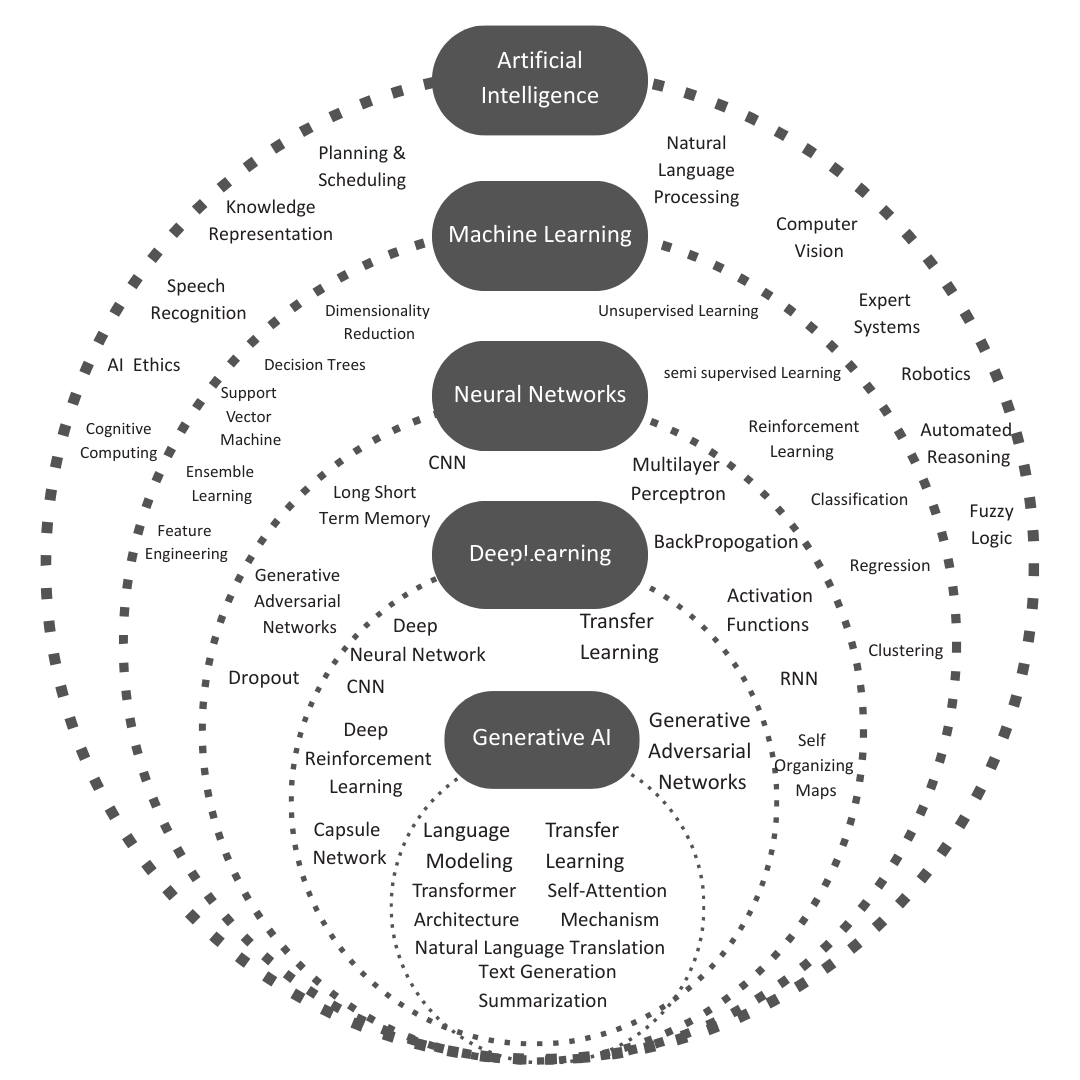 Artificial
Intelligence
Planning &
Scheduling
Natural
Language
Processing
Knowledge
Representation
Machine Learning
Computer
Vision
Speech
Recognition
Dimensionality
Reduction
Unsupervised Learning
Expert
Systems
AI Ethics
Decision Trees
semi supervised Learning
Robotics
Support
Vector
Machine
Neural Networks
Cognitive
Computing
Reinforcement
Learning
Automated
Reasoning
Ensemble
Learning
CNN
Multilayer
Perceptron
Long Short
Term Memory
Classification
Fuzzy
Logic
Feature
Engineering
DeepLearning
BackPropogation
Regression
Generative
Adversarial
Networks
Activation
Functions
Deep
Neural Network
Transfer
Learning
Clustering
Dropout
CNN
RNN
Deep
Reinforcement
Learning
Generative AI
Generative
Adversarial
Networks
Self
Organizing
Maps
Capsule
Network
Language
Modeling
Transfer
Learning
Transformer
Architecture
Self-Attention
Mechanism
Natural Language Translation
Text Generation
Summarization